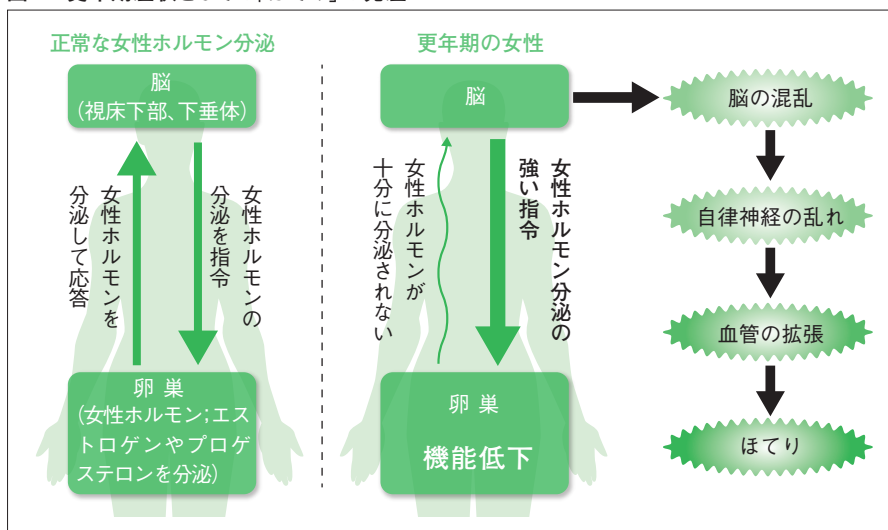 正常な女性ホルモン分泌
脳
(視床下部、下垂体)
女性ホルモンを
分泌して応答
女性ホルモンの
分泌を指令
卵 巣
(女性ホルモン;エス
トロゲンやプロゲ
ステロンを分泌)
更年期の女性
脳
女性ホルモン分泌の
強い指令
女性ホルモンが
十分に分泌されない
卵 巣
機能低下
脳の混乱
自律神経の乱れ
血管の拡張
ほてり